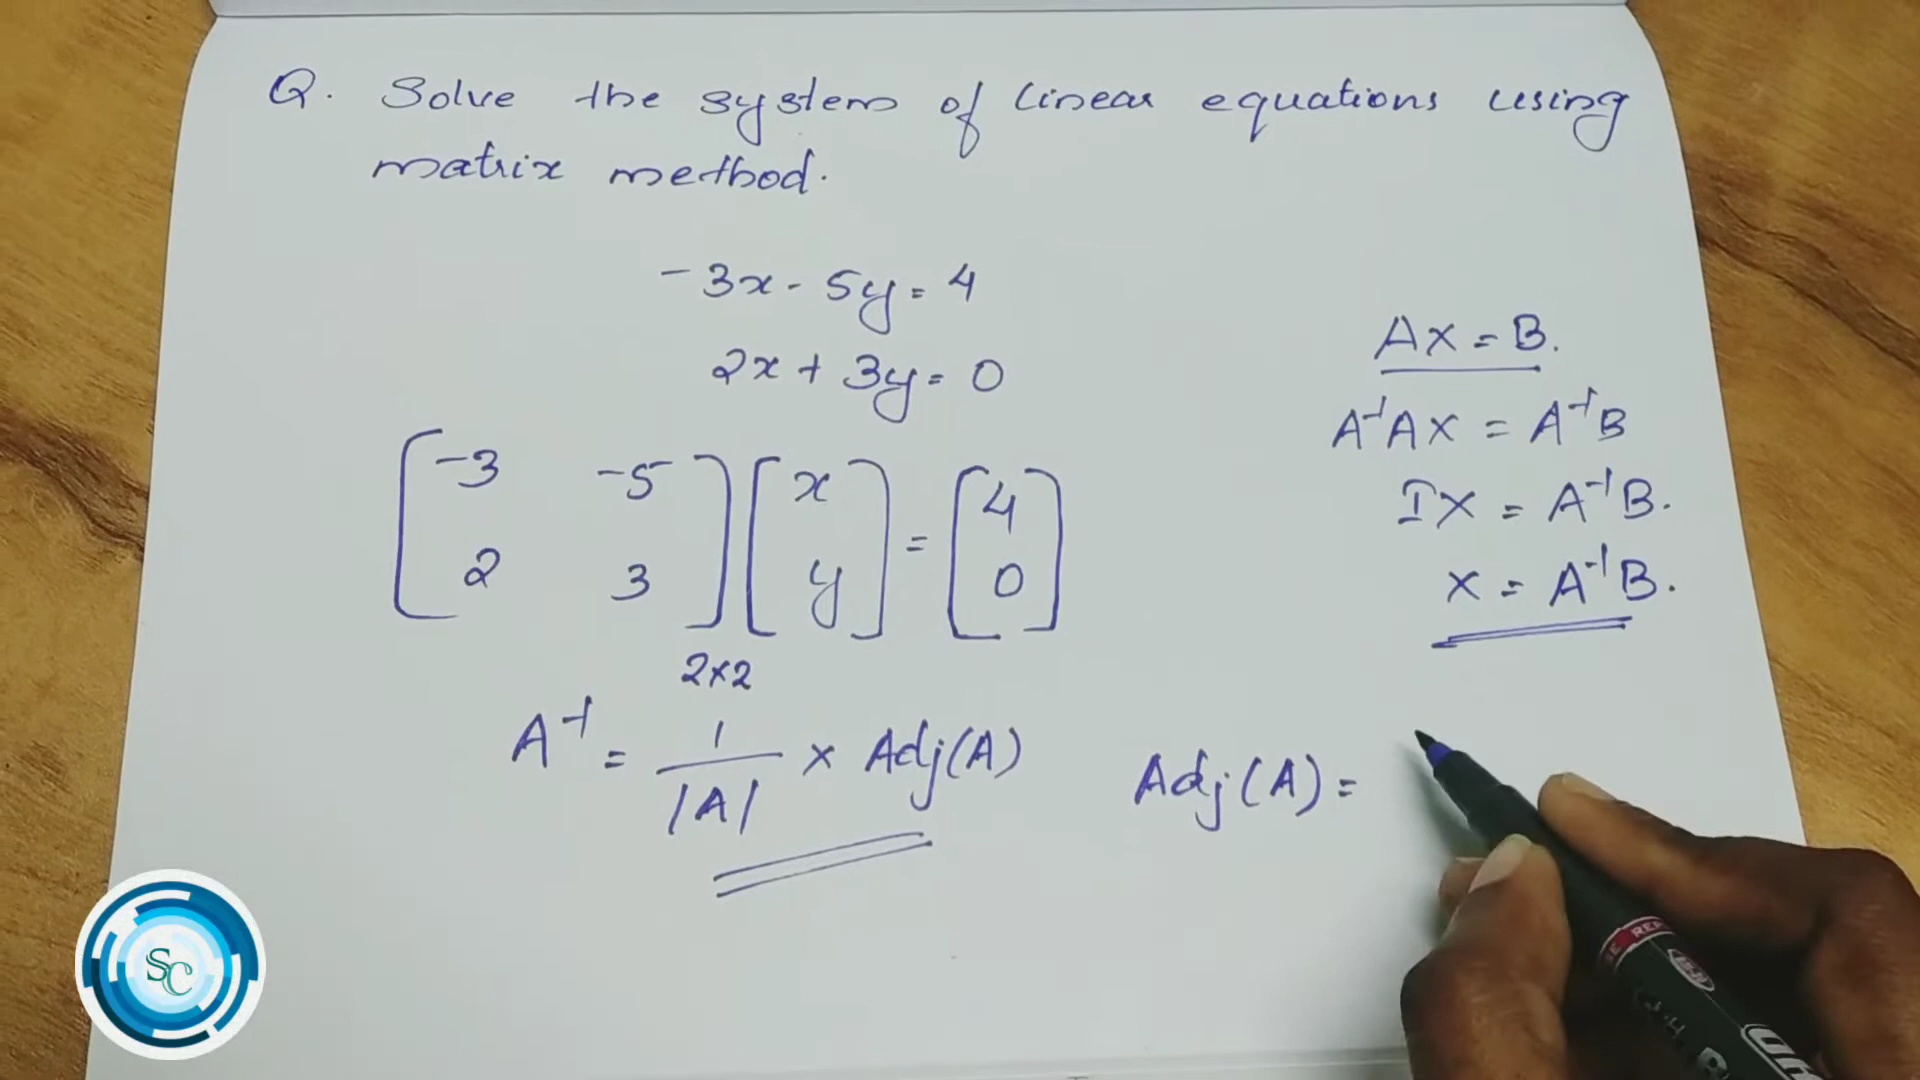 Q. Solve the system of linear equations using
matrix method.
-3x - 5y = 4
2x + 3y = 0
[-3 -5] [x] = [4]
[2 3] [y] [0]
2×2
AX = B.
A⁻¹AX = A⁻¹B
IX = A⁻¹B.
X = A⁻¹B.
A⁻¹ = 1/|A| × Adj(A)
Adj(A) =
SC